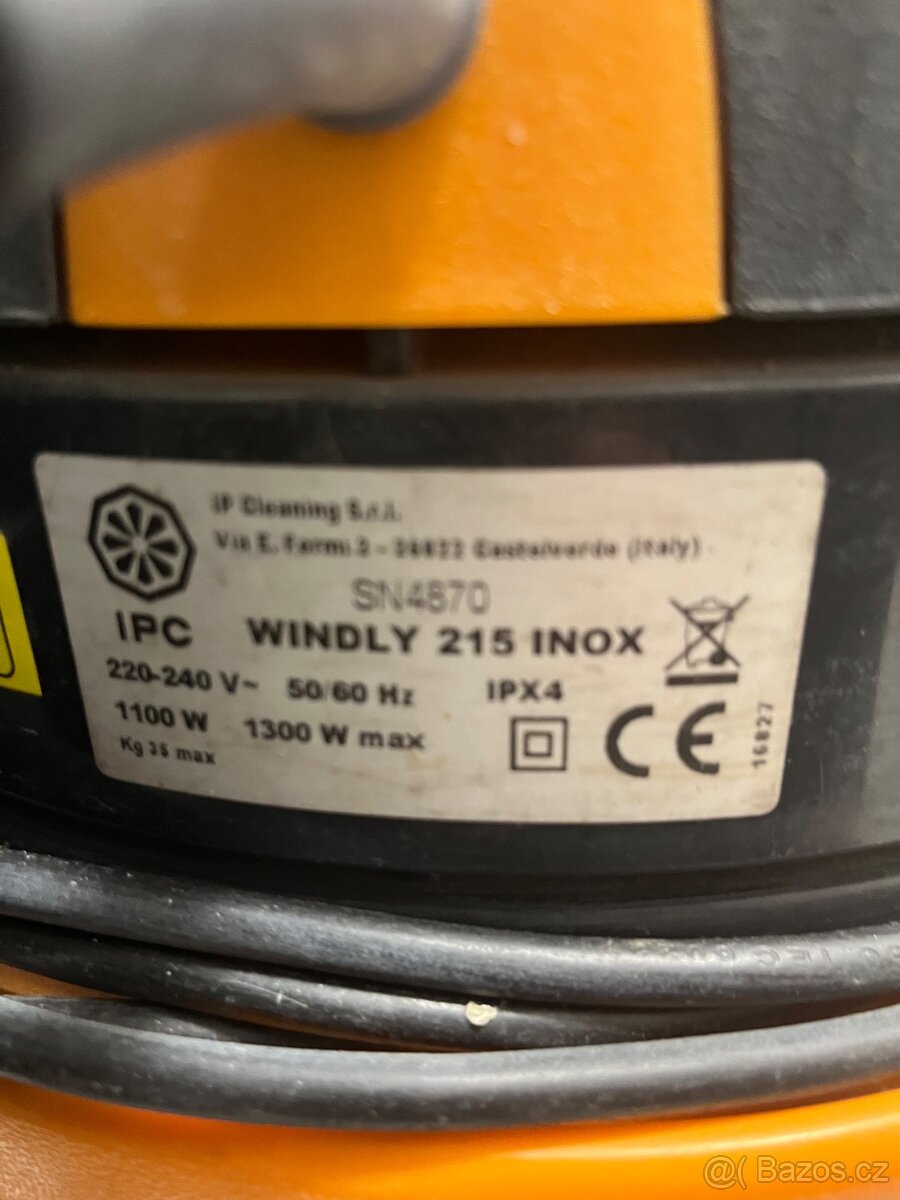 IP Cleaning S.r.l.
Via E. Fermi 2 - 26022 Castelverde (Italy)
SN4870
IPC WINDLY 215 INOX
220-240 V~ 50/60 Hz IPX4
1100 W 1300 W max
Kg 35 max
16827
@ Bazos.cz